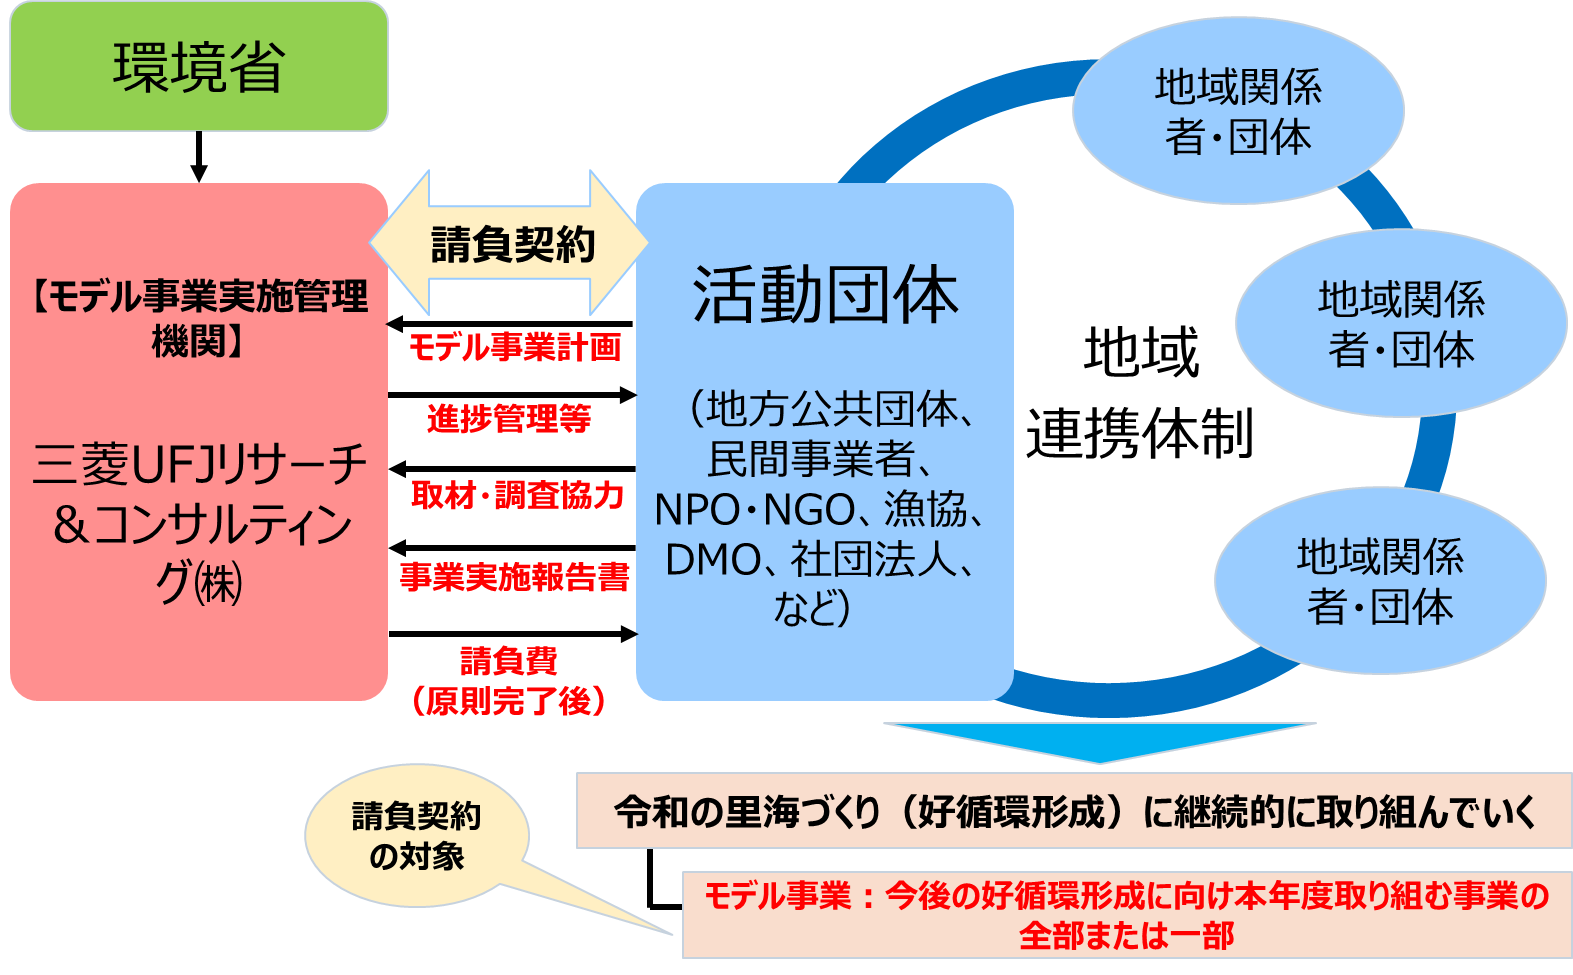 環境省
【モデル事業実施管理
機関】
三菱UFJリサーチ
＆コンサルティン
グ㈱
請負契約
モデル事業計画
進捗管理等
取材・調査協力
事業実施報告書
請負費
（原則完了後）
活動団体
（地方公共団体、
民間事業者、
NPO・NGO、漁協、
DMO、社団法人、
など）
地域
連携体制
地域関係
者・団体
地域関係
者・団体
地域関係
者・団体
令和の里海づくり（好循環形成）に継続的に取り組んでいく
請負契約
の対象
モデル事業：今後の好循環形成に向け本年度取り組む事業の
全部または一部